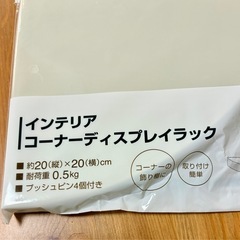 インテリア
コーナーディスプレイラック
■約20(縦)×20(横)cm
■耐荷重 0.5kg
■プッシュピン4個付き
コーナーの
飾り棚に
取り付け
簡単